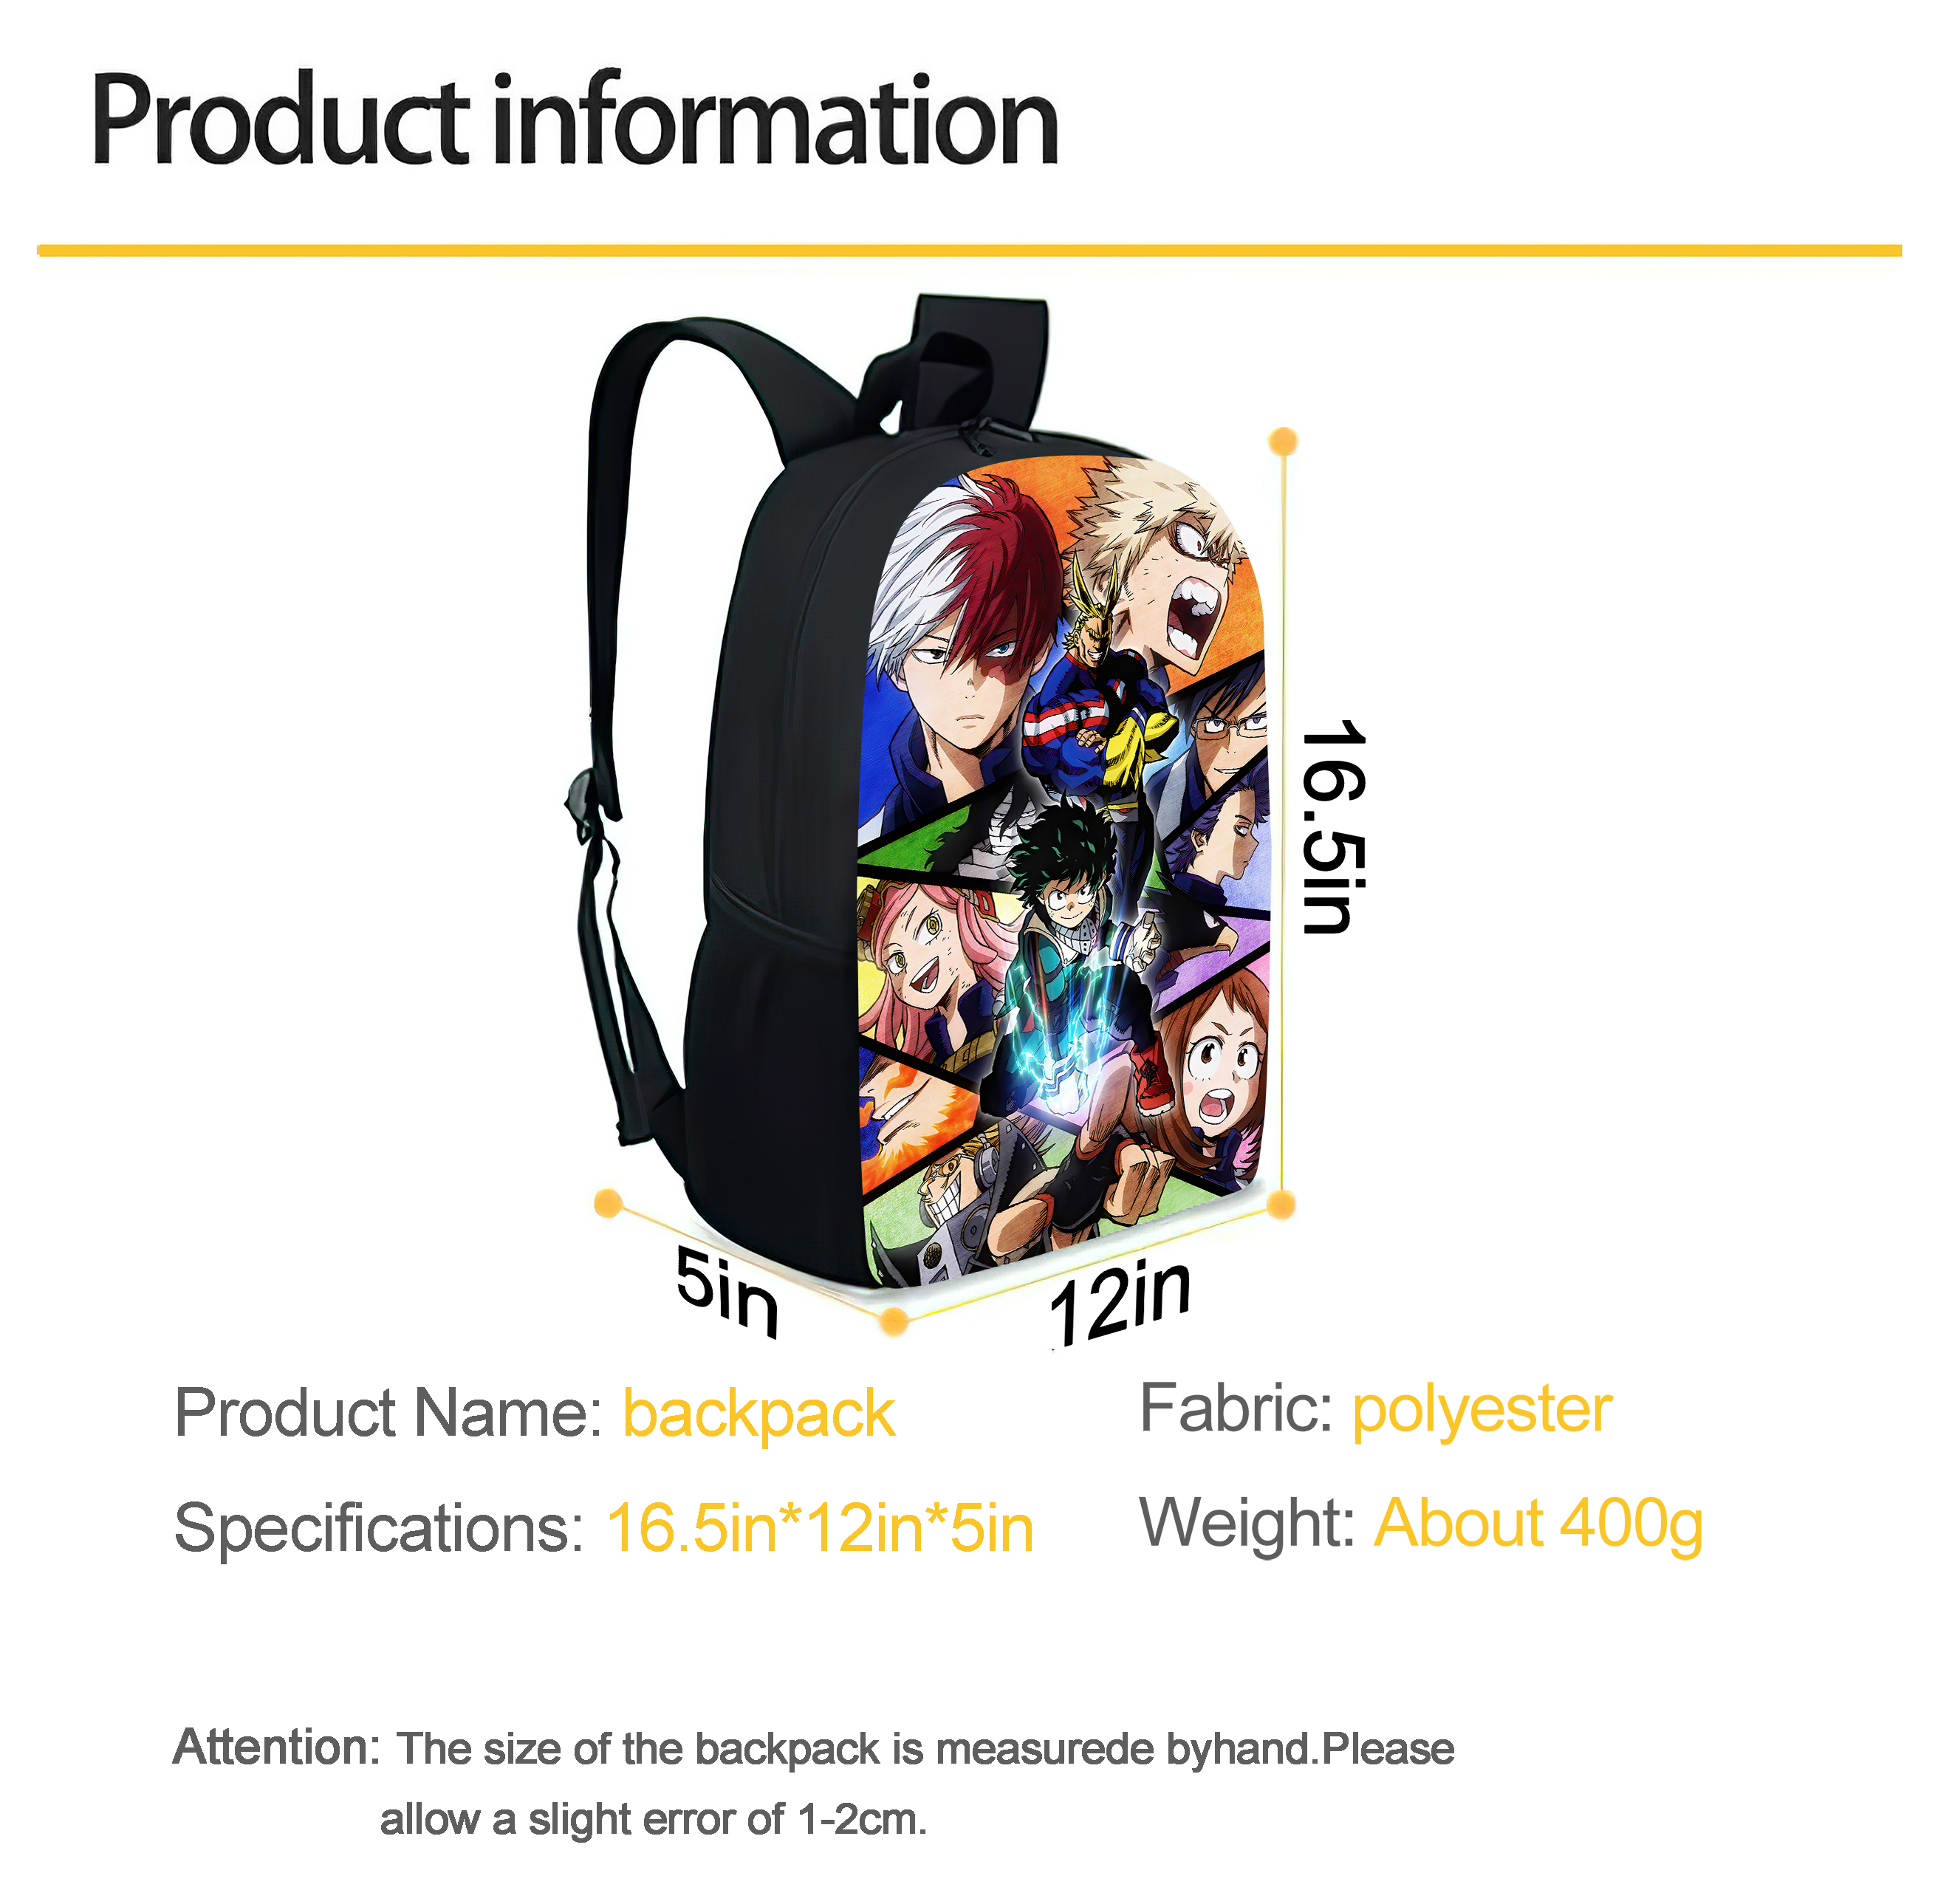 Product information
16.5in
5in
12in
Product Name: backpack
Fabric: polyester
Specifications: 16.5in*12in*5in
Weight: About 400g
Attention: The size of the backpack is measurede byhand.Please
allow a slight error of 1-2cm.